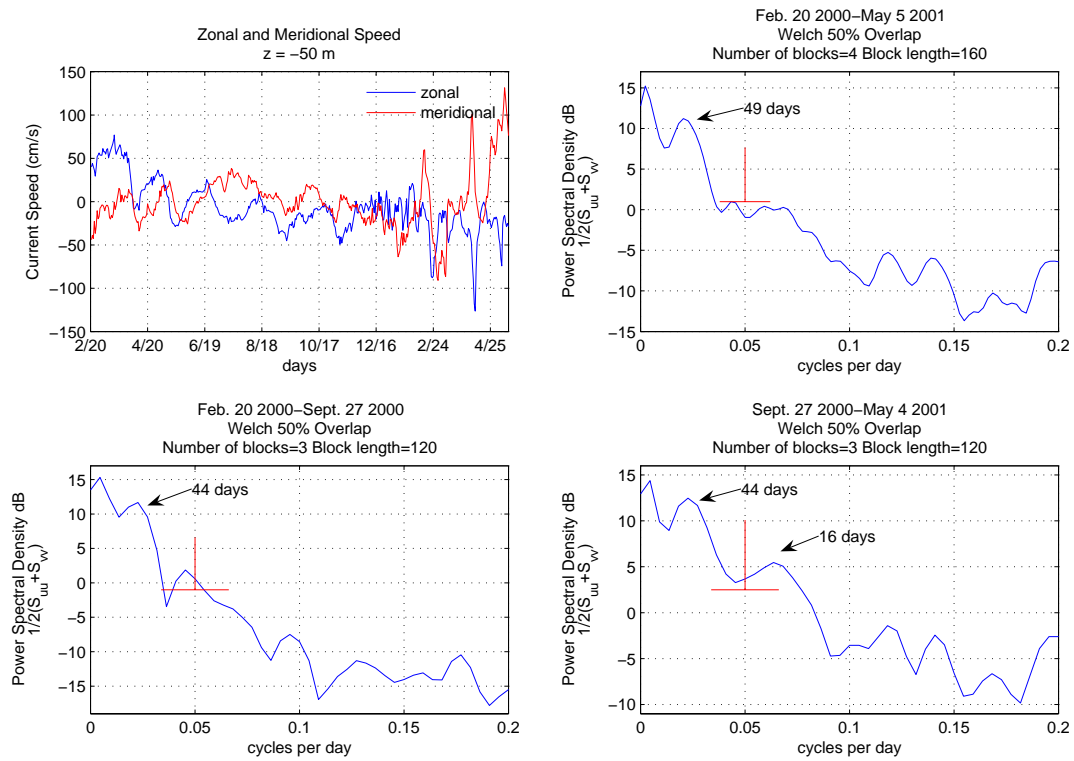 Zonal and Meridional Speed
z = −50 m
150
100
50
0
−50
−100
−150
Current Speed (cm/s)
zonal
meridional
2/20 4/20 6/19 8/18 10/17 12/16 2/24 4/25
days
Feb. 20 2000−May 5 2001
Welch 50% Overlap
Number of blocks=4 Block length=160
15
10
5
0
−5
−10
−15
Power Spectral Density dB
1/2(S_uu+S_vv)
49 days
0 0.05 0.1 0.15 0.2
cycles per day
Feb. 20 2000−Sept. 27 2000
Welch 50% Overlap
Number of blocks=3 Block length=120
15
10
5
0
−5
−10
−15
Power Spectral Density dB
1/2(S_uu+S_vv)
44 days
0 0.05 0.1 0.15 0.2
cycles per day
Sept. 27 2000−May 4 2001
Welch 50% Overlap
Number of blocks=3 Block length=120
15
10
5
0
−5
−10
Power Spectral Density dB
1/2(S_uu+S_vv)
44 days
16 days
0 0.05 0.1 0.15 0.2
cycles per day